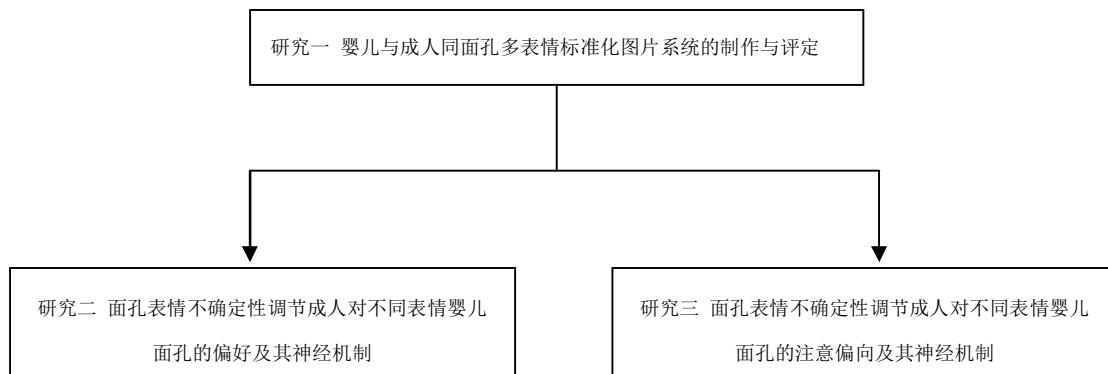 研究一 婴儿与成人同面孔多表情标准化图片系统的制作与评定
研究二 面孔表情不确定性调节成人对不同表情婴儿
面孔的偏好及其神经机制
研究三 面孔表情不确定性调节成人对不同表情婴儿
面孔的注意偏向及其神经机制